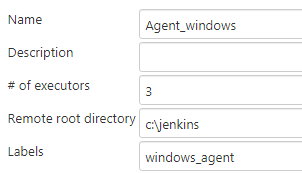 Name Agent_windows
Description
# of executors 3
Remote root directory c:\jenkins
Labels windows_agent